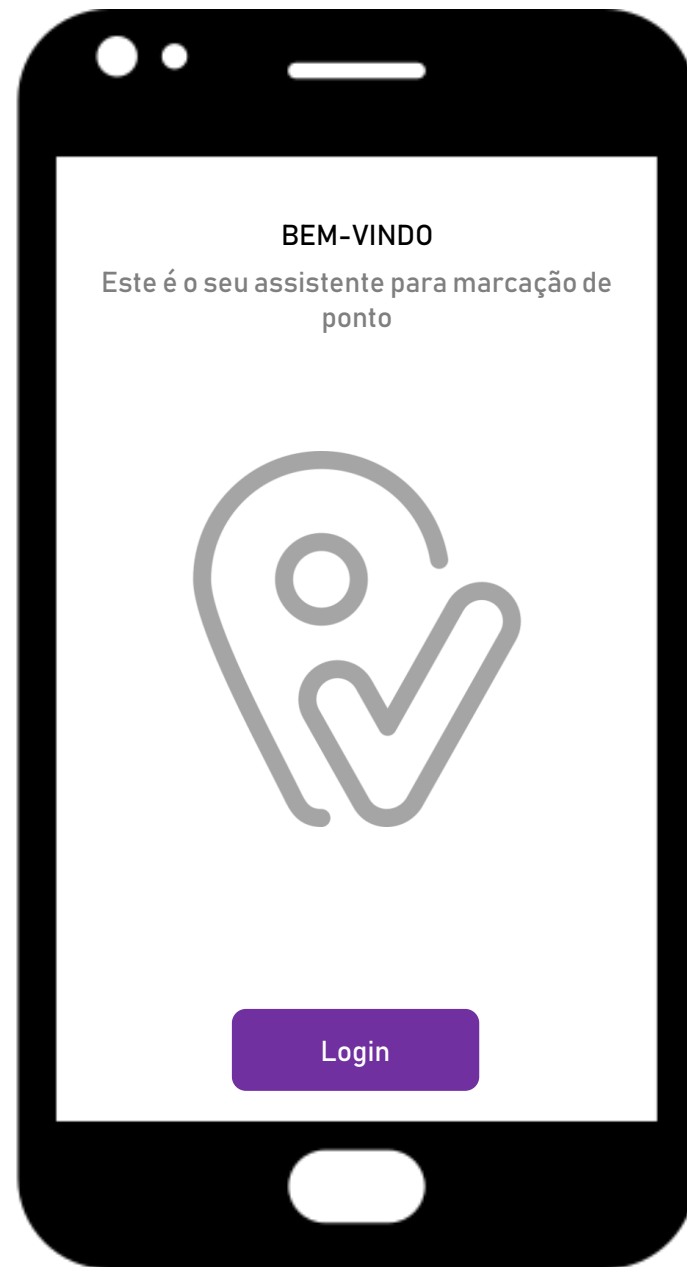 BEM-VINDO
Este é o seu assistente para marcação de
ponto
Login